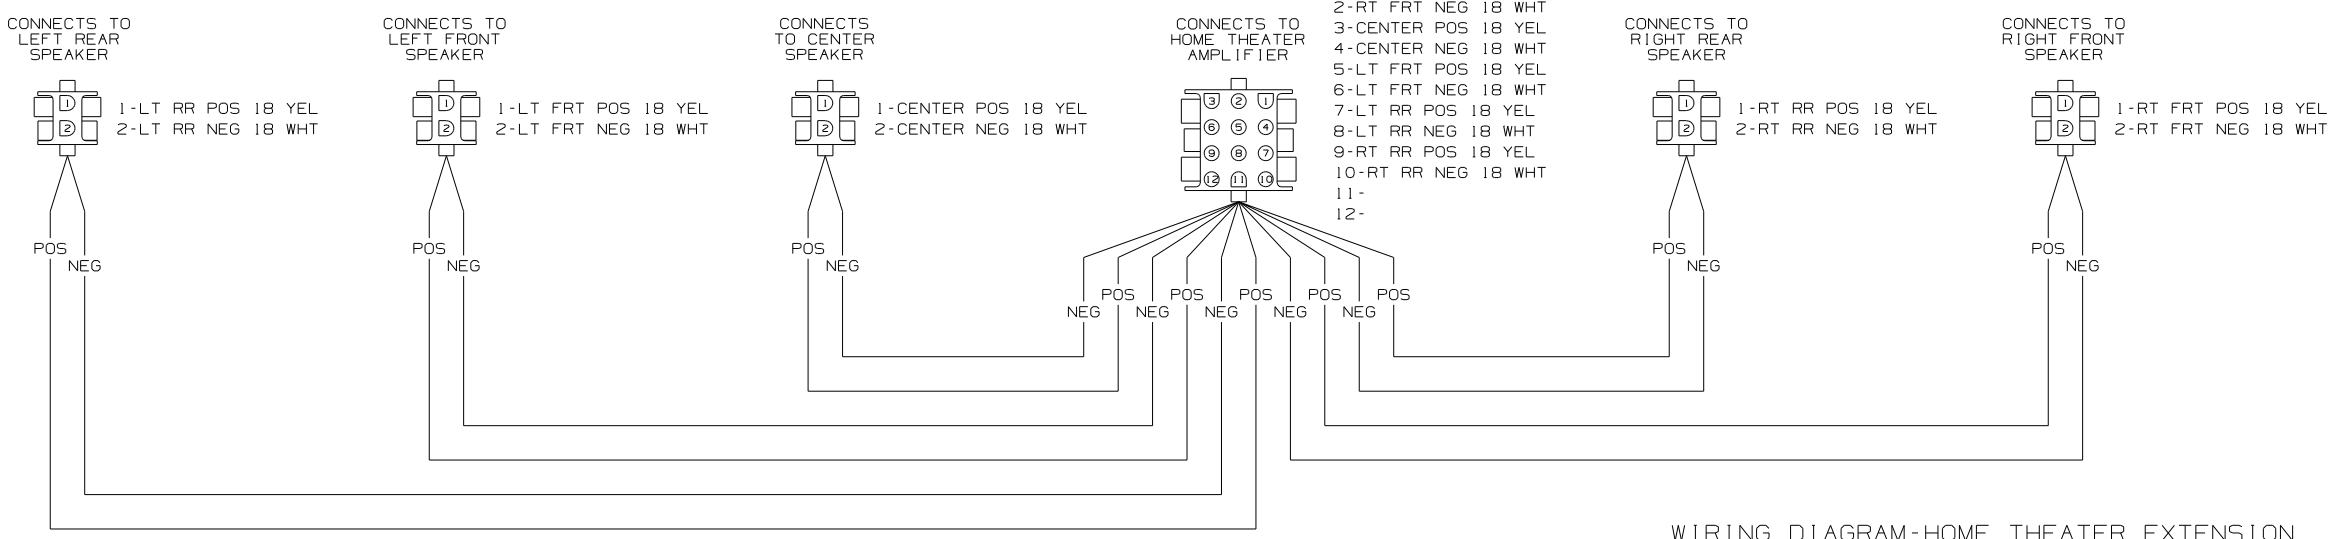 CONNECTS TO
LEFT REAR
SPEAKER
1
2
1-LT RR POS 18 YEL
2-LT RR NEG 18 WHT
POS
NEG
CONNECTS TO
LEFT FRONT
SPEAKER
1
2
1-LT FRT POS 18 YEL
2-LT FRT NEG 18 WHT
POS
NEG
CONNECTS
TO CENTER
SPEAKER
1
2
1-CENTER POS 18 YEL
2-CENTER NEG 18 WHT
POS
NEG
CONNECTS TO
HOME THEATER
AMPLIFIER
3 2 1
6 5 4
9 8 7
12 11 10
2-RT FRT NEG 18 WHT
3-CENTER POS 18 YEL
4-CENTER NEG 18 WHT
5-LT FRT POS 18 YEL
6-LT FRT NEG 18 WHT
7-LT RR POS 18 YEL
8-LT RR NEG 18 WHT
9-RT RR POS 18 YEL
10-RT RR NEG 18 WHT
11-
12-
POS POS POS POS POS
NEG NEG NEG NEG NEG
CONNECTS TO
RIGHT REAR
SPEAKER
1
2
1-RT RR POS 18 YEL
2-RT RR NEG 18 WHT
POS
NEG
CONNECTS TO
RIGHT FRONT
SPEAKER
1
2
1-RT FRT POS 18 YEL
2-RT FRT NEG 18 WHT
POS
NEG
WIRING DIAGRAM-HOME THEATER EXTENSION